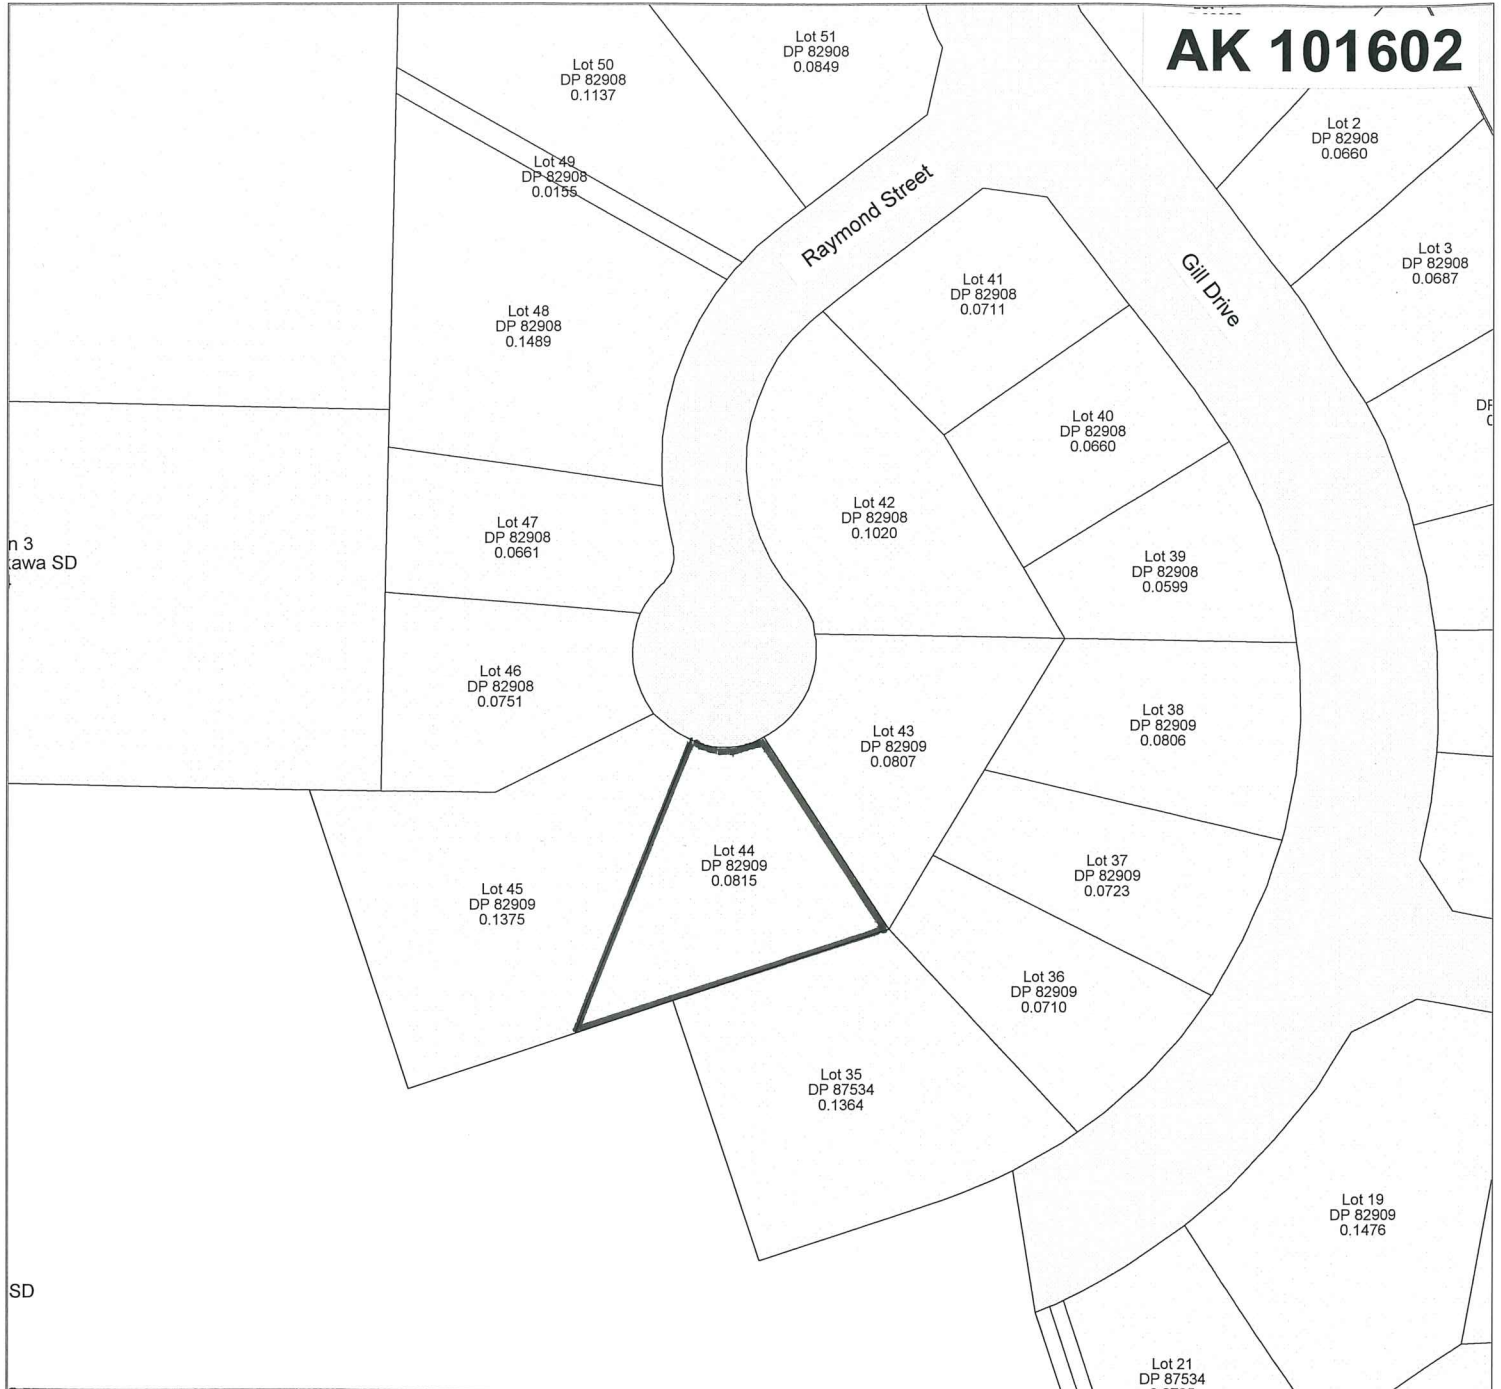 AK 101602
Lot 51
DP 82908
0.0849
Lot 50
DP 82908
0.1137
Lot 2
DP 82908
0.0660
Lot 49
DP 82908
0.0155
Raymond Street
Gill Drive
Lot 3
DP 82908
0.0687
Lot 41
DP 82908
0.0711
Lot 48
DP 82908
0.1489
Lot 40
DP 82908
0.0660
Lot 42
DP 82908
0.1020
Lot 47
DP 82908
0.0661
n 3
awa SD
Lot 39
DP 82908
0.0599
Lot 46
DP 82908
0.0751
Lot 38
DP 82909
0.0806
Lot 43
DP 82909
0.0807
Lot 44
DP 82909
0.0815
Lot 37
DP 82909
0.0723
Lot 45
DP 82909
0.1375
Lot 36
DP 82909
0.0710
Lot 35
DP 87534
0.1364
Lot 19
DP 82909
0.1476
SD
Lot 21
DP 87534